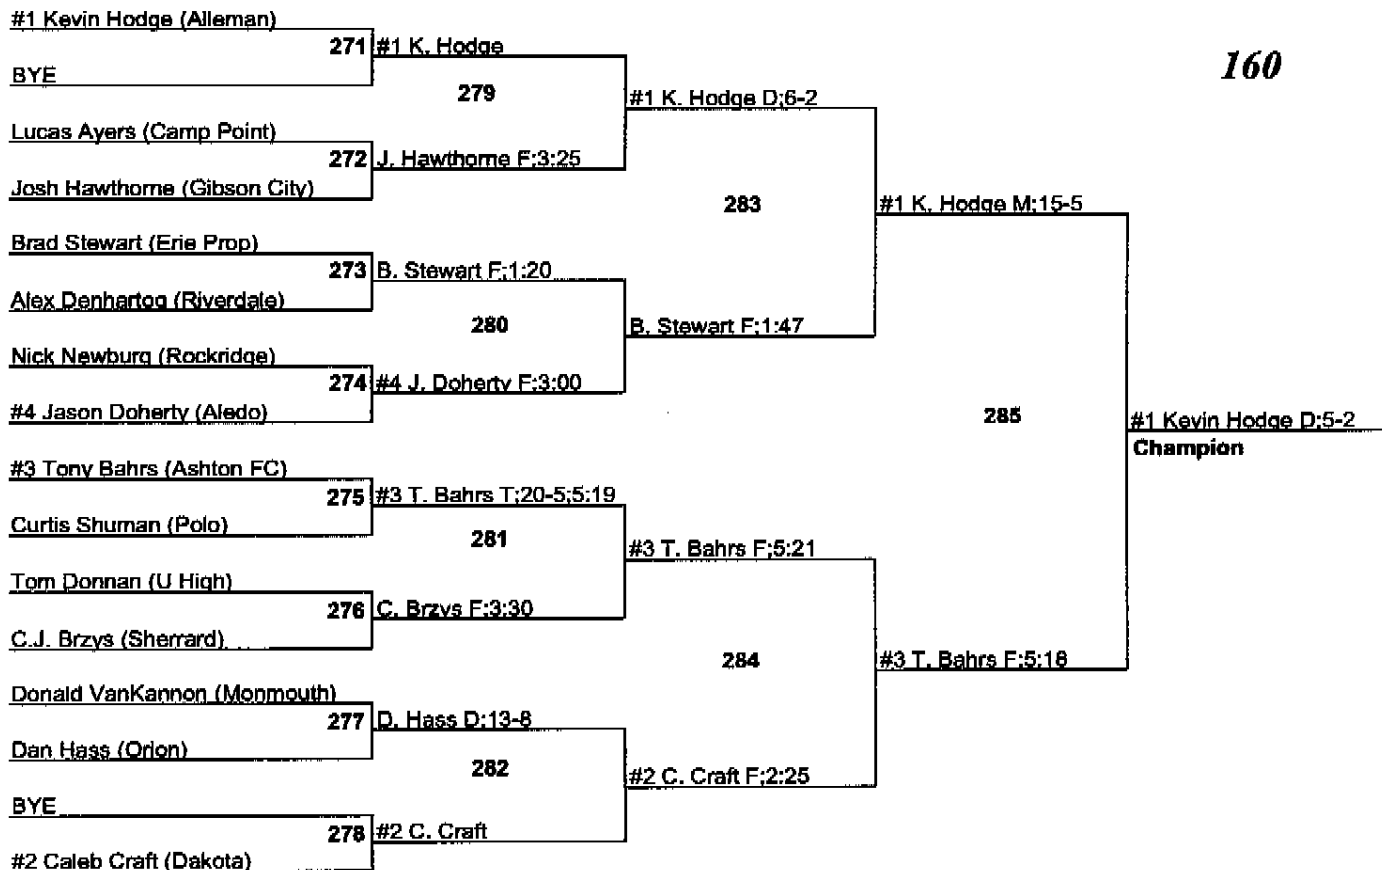 #1 Kevin Hodge (Alleman)
271 #1 K. Hodge
BYE
160
279
#1 K. Hodge D;6-2
Lucas Ayers (Camp Point)
272 J. Hawthorne F;3:25
Josh Hawthorne (Gibson City)
283
#1 K. Hodge M;15-5
Brad Stewart (Erie Prop)
273 B. Stewart F;1:20
Alex Denhartog (Riverdale)
280
B. Stewart F;1:47
Nick Newburg (Rockridge)
274 #4 J. Doherty F;3:00
#4 Jason Doherty (Aledo)
285
#1 Kevin Hodge D;5-2
Champion
#3 Tony Bahrs (Ashton FC)
275 #3 T. Bahrs T;20-5;5:19
Curtis Shuman (Polo)
281
#3 T. Bahrs F;5:21
Tom Donnan (U High)
276 C. Brzys F;3:30
C.J. Brzys (Sherrard)
284
#3 T. Bahrs F;5:18
Donald VanKannon (Monmouth)
277 D. Hass D;13-8
Dan Hass (Orion)
282
#2 C. Craft F;2:25
BYE
278 #2 C. Craft
#2 Caleb Craft (Dakota)